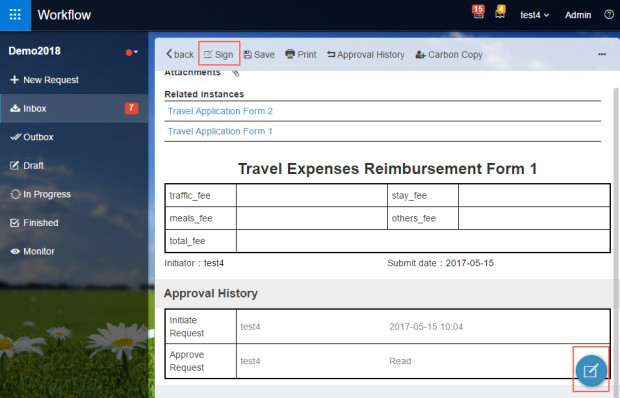 Workflow
15
4
test4
Admin
Demo2018
New Request
Inbox
7
Outbox
Draft
In Progress
Finished
Monitor
back
Sign
Save
Print
Approval History
Carbon Copy
Attachments
Related instances
Travel Application Form 2
Travel Application Form 1
Travel Expenses Reimbursement Form 1
traffic_fee
stay_fee
meals_fee
others_fee
total_fee
Initiator : test4
Submit date : 2017-05-15
Approval History
Initiate
Request
test4
2017-05-15 10:04
Approve
Request
test4
Read